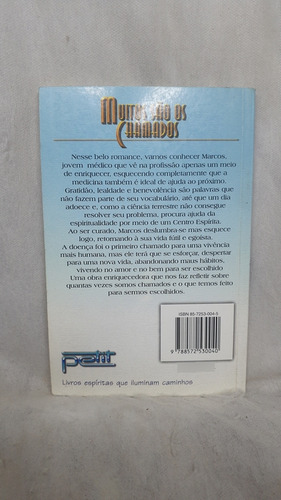 MUITOS SÃO OS
CHAMADOS
Nesse belo romance, vamos conhecer Marcos,
jovem médico que vê na profissão apenas um meio
de enriquecer, esquecendo completamente que a
medicina também é ideal de ajuda ao próximo.
Gratidão, lealdade e benevolência são palavras que
não fazem parte de seu vocabulário, até que um dia
adoece e, como a ciência terrestre não consegue
resolver seu problema, procura ajuda da
espiritualidade por meio de um Centro Espírita.
Ao ser curado, Marcos deslumbra-se mas esquece
logo, retornando à sua vida fútil e egoísta.
A doença foi o primeiro chamado para uma vivência
mais humana, mas ele terá que se esforçar, despertar
para uma nova vida, abandonando maus hábitos,
vivendo no amor e no bem para ser escolhido
Uma obra enriquecedora que nos faz refletir sobre
quantas vezes somos chamados e o que temos feito
para sermos escolhidos.
ISBN 85-7253-004-5
9 788572 530040
petit
Livros espíritas que iluminam caminhos